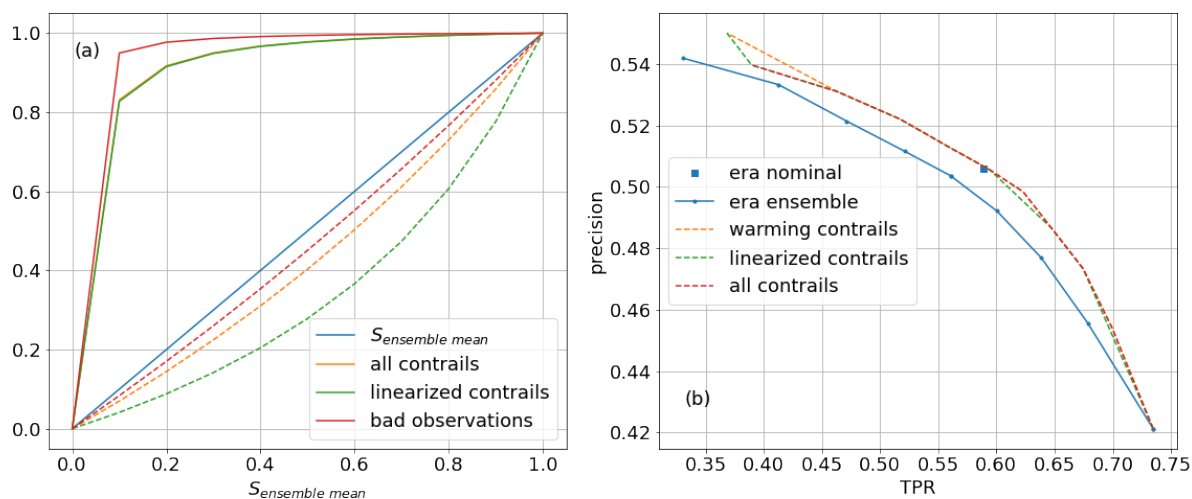 (a)
1.0
0.8
0.6
0.4
0.2
0.0
0.0 0.2 0.4 0.6 0.8 1.0
S ensemble mean
S ensemble mean
all contrails
linearized contrails
bad observations
(b)
precision
0.54
0.52
0.50
0.48
0.46
0.44
0.42
era nominal
era ensemble
warming contrails
linearized contrails
all contrails
0.35 0.40 0.45 0.50 0.55 0.60 0.65 0.70 0.75
TPR